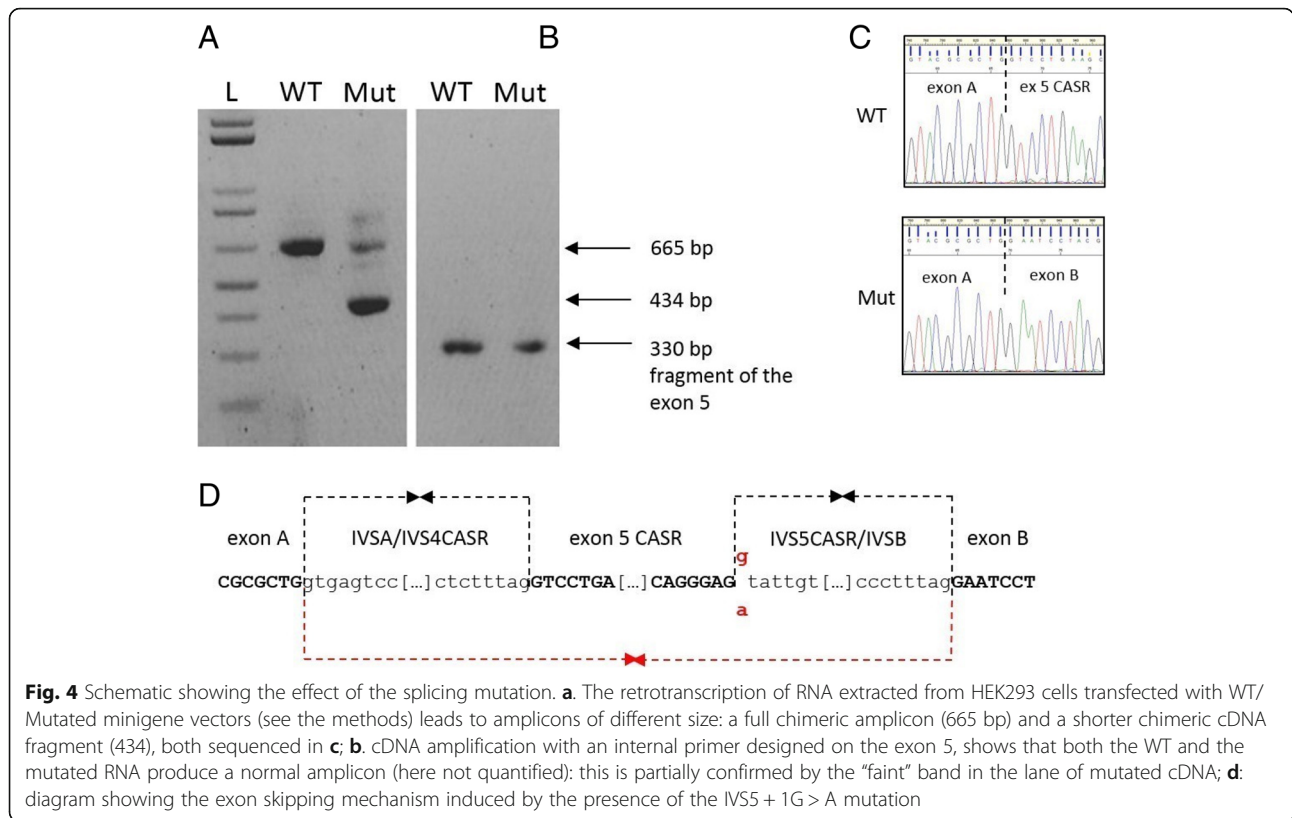 A
B
C
L WT Mut
WT Mut
665 bp
434 bp
330 bp
fragment of the
exon 5
WT
G T A C G C G C T G G T C C T G A A G C
exon A
ex 5 CASR
Mut
G T A C G C G C T G G A A T C C T A C G
exon A
exon B
D
exon A IVSA/IVS4CASR exon 5 CASR IVS5CASR/IVSB exon B
g
CGCGCTGgtgagtcc[...]ctctttagGTCCTGA[...]CAGGGAG tattgt[...]ccctttagGAATCCT
a
Fig. 4 Schematic showing the effect of the splicing mutation. a. The retrotranscription of RNA extracted from HEK293 cells transfected with WT/
Mutated minigene vectors (see the methods) leads to amplicons of different size: a full chimeric amplicon (665 bp) and a shorter chimeric cDNA
fragment (434), both sequenced in c; b. cDNA amplification with an internal primer designed on the exon 5, shows that both the WT and the
mutated RNA produce a normal amplicon (here not quantified): this is partially confirmed by the “faint” band in the lane of mutated cDNA; d:
diagram showing the exon skipping mechanism induced by the presence of the IVS5 + 1G > A mutation